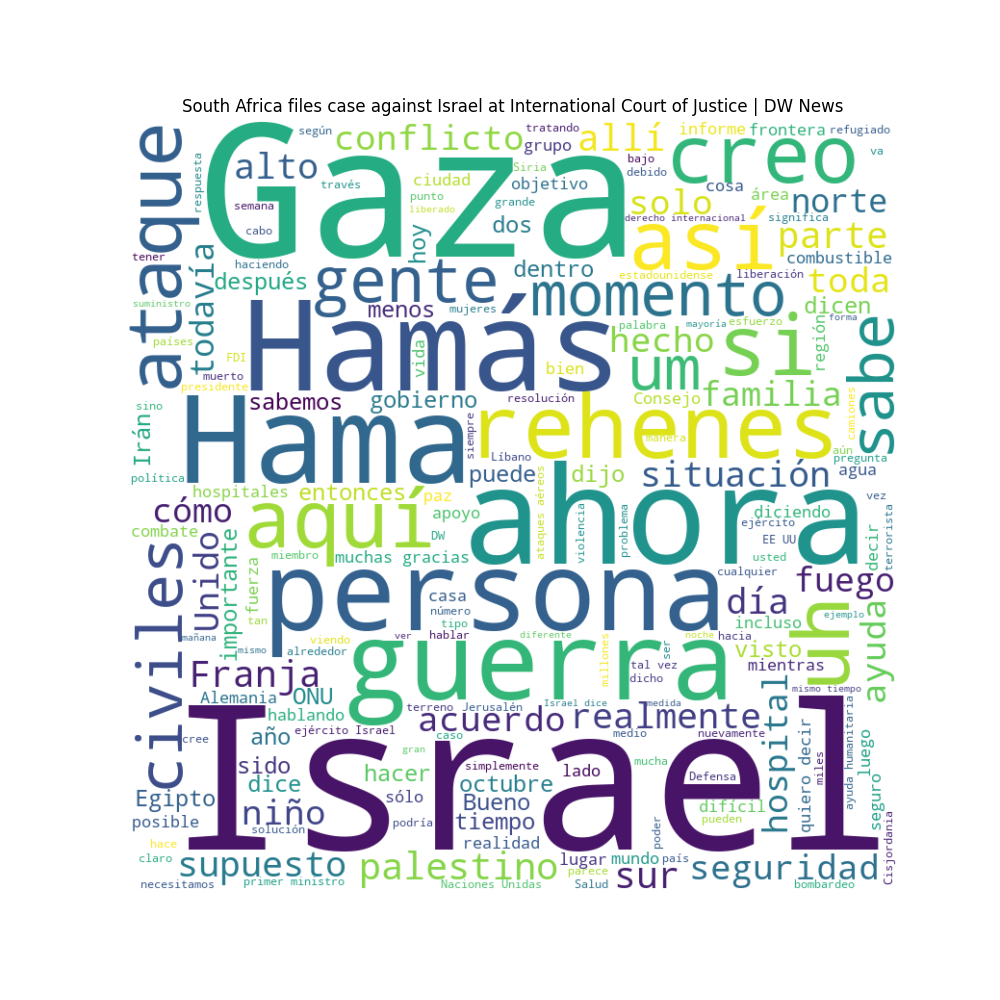 South Africa files case against Israel at International Court of Justice | DW News
ataque
según
conflicto
tratando
grupo
allí
informe
frontera
refugiado
va
Gaza
creo
respuesta
alto
través
semana
cabo
ciudad
punto
liberado
Siria
objetivo
grande
dos
bajo
debido
cosa
área
solo
derecho internacional
norte
significa
tener
todavía
haciendo
después
suministro
hoy
gente
dentro
momento
así
estadounidense
liberación
parte
combustible
toda
dicen
menos
mujeres
Hamás
países
FDI
muerto
presidente
vida
palabra
mayoría
esfuerzo
hecho
um
si
región
forma
sabe
bien
Consejo
familia
camiones
sabemos
gobierno
resolución
sino
Irán
política
Hama
siempre
rehenes
manera
aún
pregunta
Líbano
puede
dijo
situación
agua
hospitales
entonces
paz
ataques aéreos
vez
cómo
combate
aquí
apoyo
DW
ahora
violencia
problema
diciendo
ejército
EE UU
terrorista
decir
civiles
Unido
importante
miembro
muchas gracias
usted
fuerza
tan
persona
casa
número
tipo
cualquier
fuego
día
incluso
ejemplo
uh
ayuda
mañana
mismo
viendo
alrededor
ver
hablar
diferente
millones
ser
noche
hacia
visto
mientras
Franja
guerra
tal vez
dicho
mismo tiempo
Alemania
ONU
terreno
Jerusalén
Israel dice
medida
hospital
hablando
ejército Israel
acuerdo
realmente
quiero decir
ayuda humanitaria
luego
cree
año
caso
medio
nuevamente
gran
Israel
sido
simplemente
lado
mucha
Defensa
miles
dice
hacer
octubre
seguro
Egipto
niño
sólo
Bueno
difícil
pueden
posible
solución
podría
tiempo
poder
Cisjordania
hace
realidad
claro
supuesto
palestino
lugar
parece
mundo
país
seguridad
necesitamos
primer ministro
Naciones Unidas
Salud
sur
bombardeo